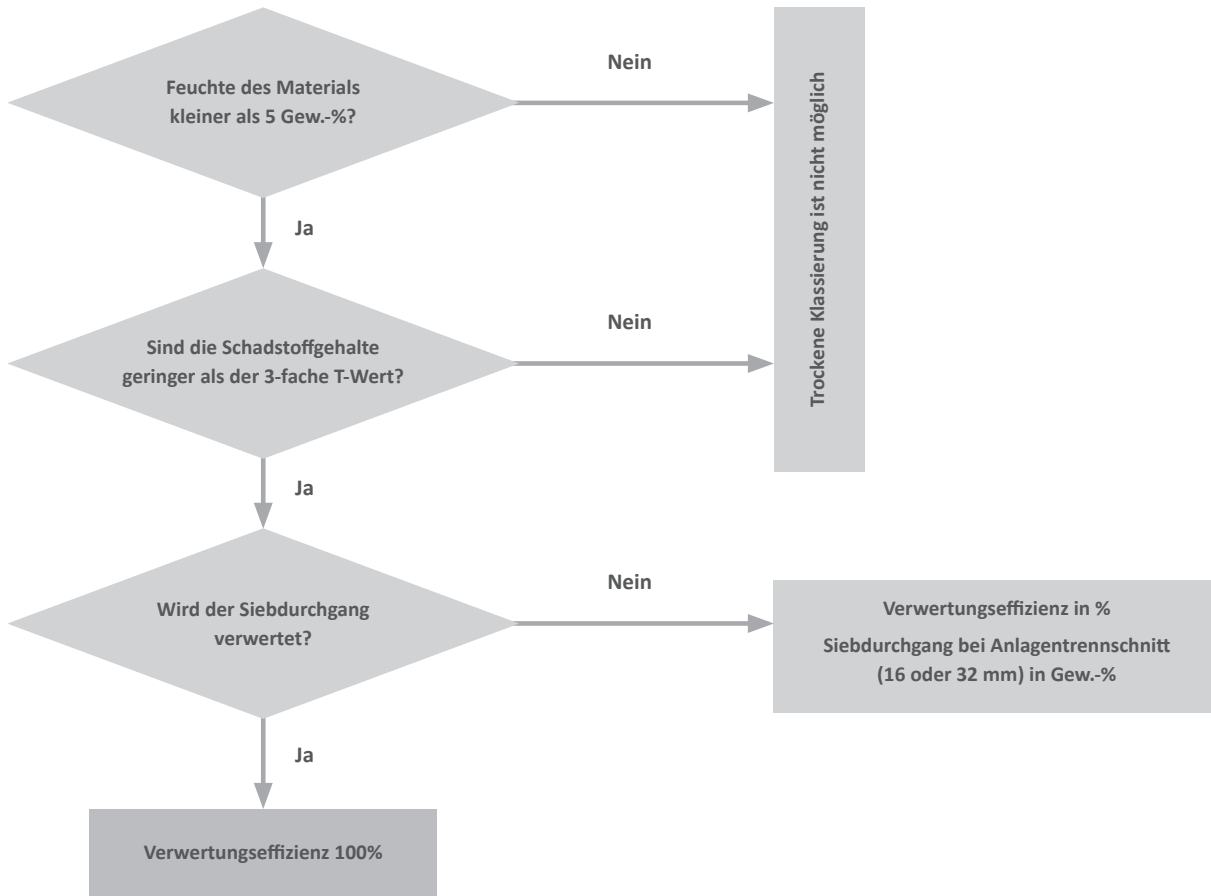 Feuchte des Materials
kleiner als 5 Gew.-%?
Nein
Trockene Klassierung ist nicht möglich
Ja
Sind die Schadstoffgehalte
geringer als der 3-fache T-Wert?
Nein
Ja
Wird der Siebdurchgang
verwertet?
Nein
Verwertungseffizienz in %
Siebdurchgang bei Anlagentrennschnitt
(16 oder 32 mm) in Gew.-%
Ja
Verwertungseffizienz 100%